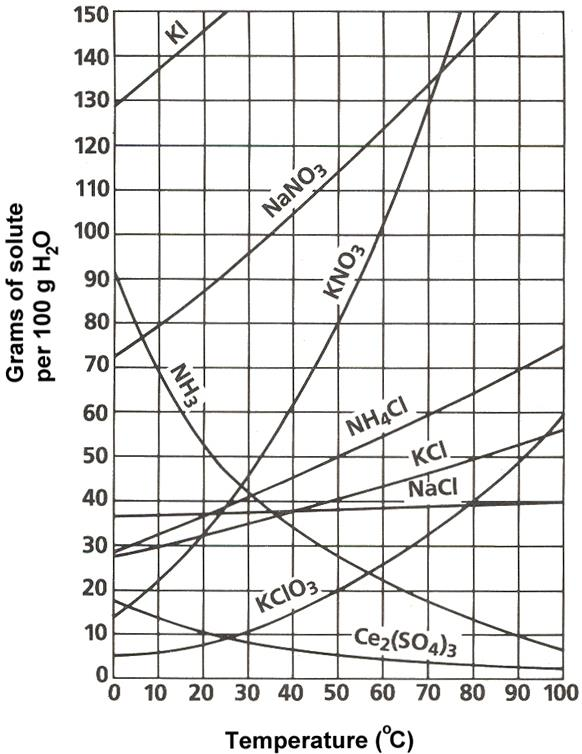 150
140
130
120
110
100
90
80
70
60
50
40
30
20
10
0
Grams of solute
per 100 g H₂O
KI
NaNO₃
KNO₃
NH₃
NH₄Cl
KCl
NaCl
KClO₃
Ce₂(SO₄)₃
0 10 20 30 40 50 60 70 80 90 100
Temperature (°C)